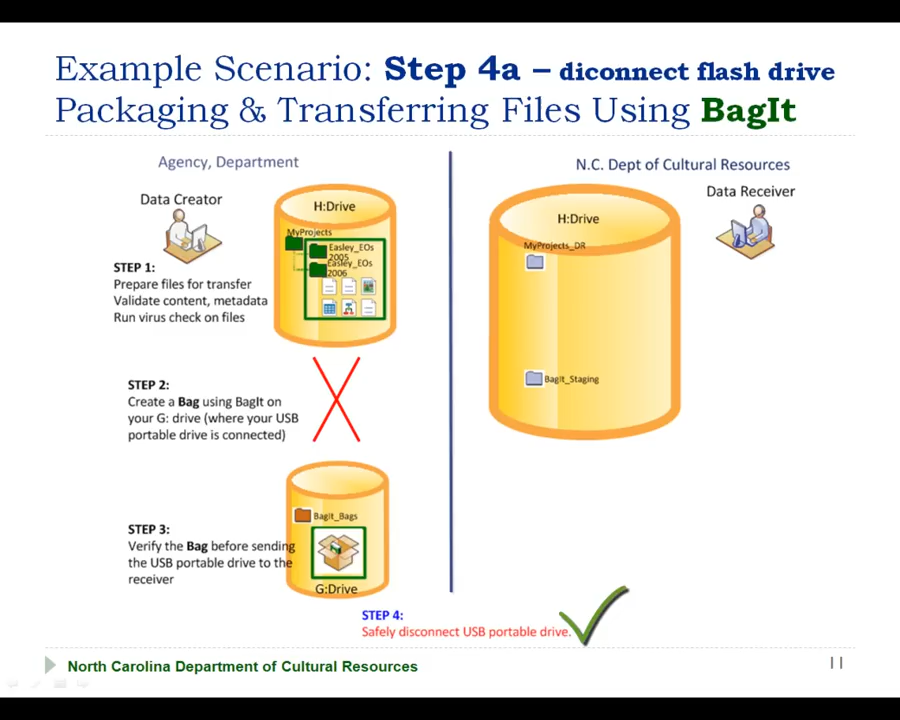 Example Scenario: Step 4a – diconnect flash drive
Packaging & Transferring Files Using BagIt
Agency, Department
Data Creator
H:Drive
MyProjects
Easley_EOs
2005
Easley_EOs
2006
STEP 1:
Prepare files for transfer
Validate content, metadata
Run virus check on files
STEP 2:
Create a Bag using BagIt on
your G: drive (where your USB
portable drive is connected)
STEP 3:
Verify the Bag before sending
the USB portable drive to the
receiver
BagIt_Bags
G:Drive
N.C. Dept of Cultural Resources
Data Receiver
H:Drive
MyProjects_DR
BagIt_Staging
STEP 4:
Safely disconnect USB portable drive.
North Carolina Department of Cultural Resources
11